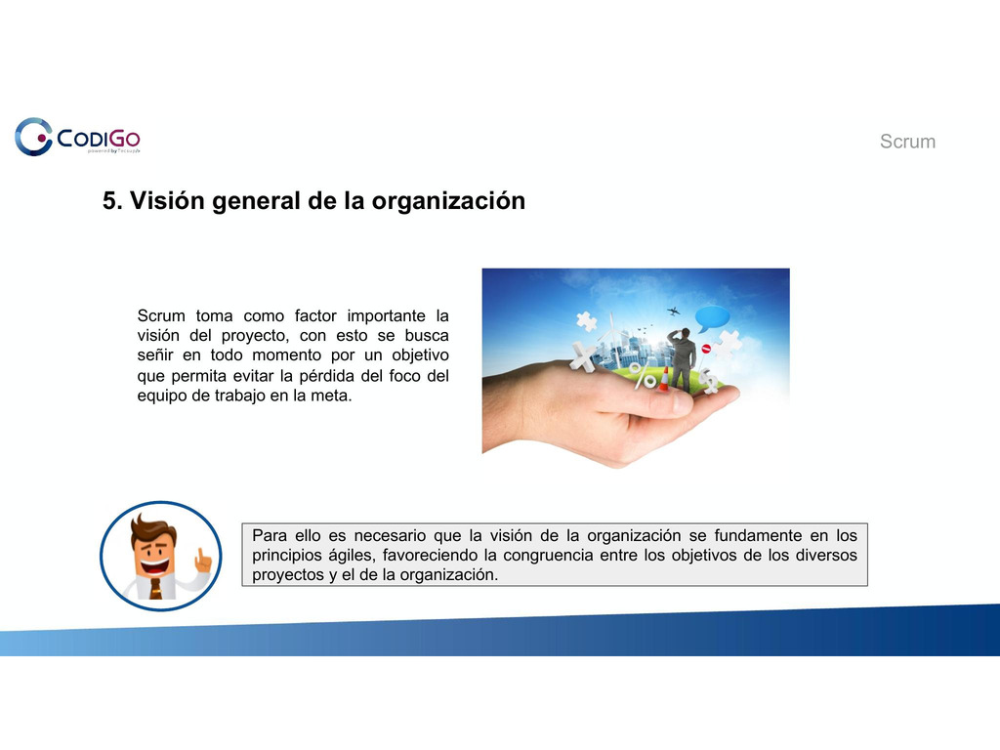 CODIGO
powered by Tecsup
Scrum
5. Visión general de la organización
Scrum toma como factor importante la
visión del proyecto, con esto se busca
señir en todo momento por un objetivo
que permita evitar la pérdida del foco del
equipo de trabajo en la meta.
Para ello es necesario que la visión de la organización se fundamente en los
principios ágiles, favoreciendo la congruencia entre los objetivos de los diversos
proyectos y el de la organización.